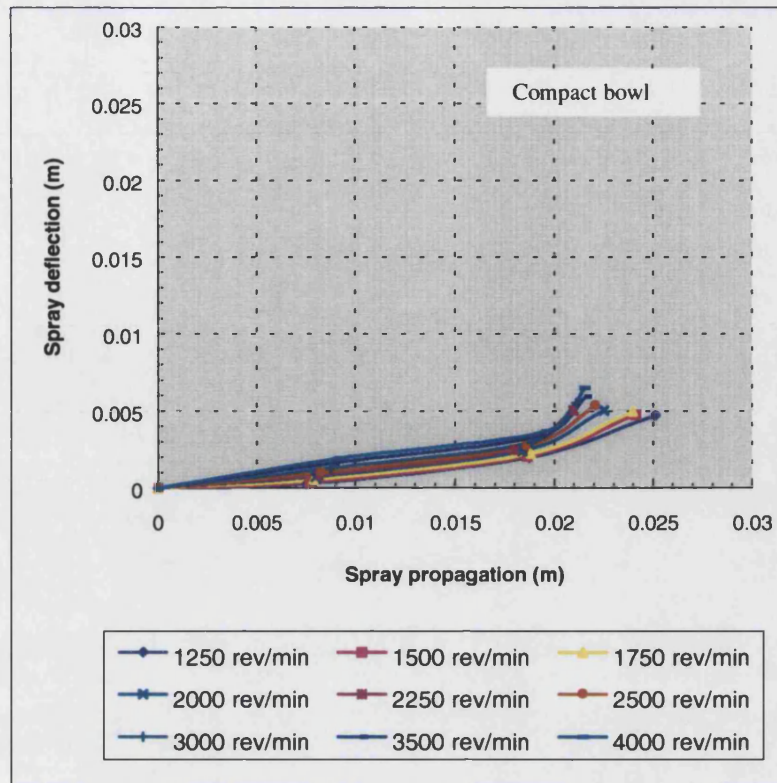 0.03
Compact bowl
0.025
0.02
0.015
0.01
0.005
0
Spray deflection (m)
0 0.005 0.01 0.015 0.02 0.025 0.03
Spray propagation (m)
1250 rev/min 1500 rev/min 1750 rev/min
2000 rev/min 2250 rev/min 2500 rev/min
3000 rev/min 3500 rev/min 4000 rev/min